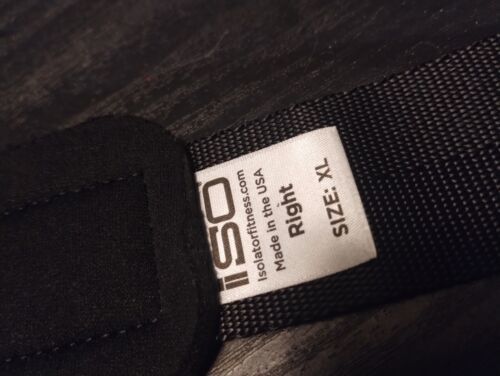 iSO
Isolatorfitness.com
Made in the USA
Right
SIZE: XL